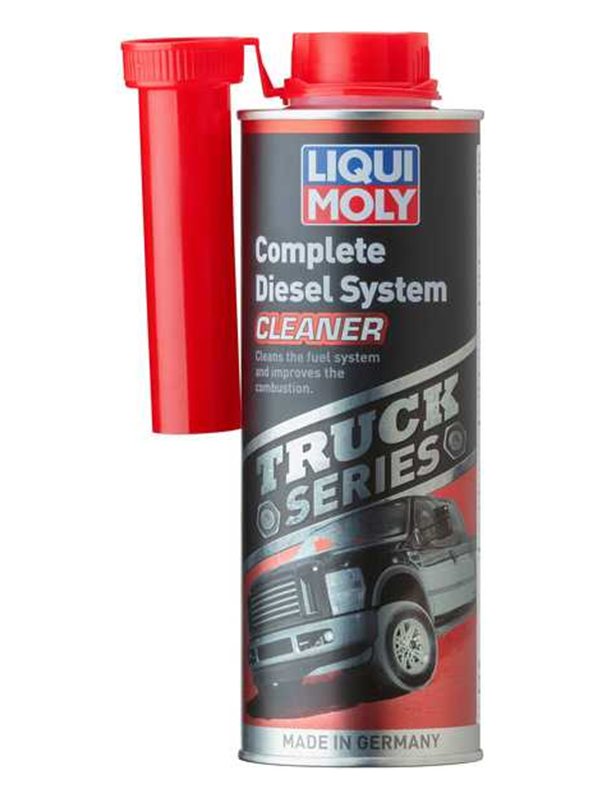 LIQUI
MOLY
Complete
Diesel System
CLEANER
Cleans the fuel system
and improves the
combustion.
TRUCK
SERIES
MADE IN GERMANY